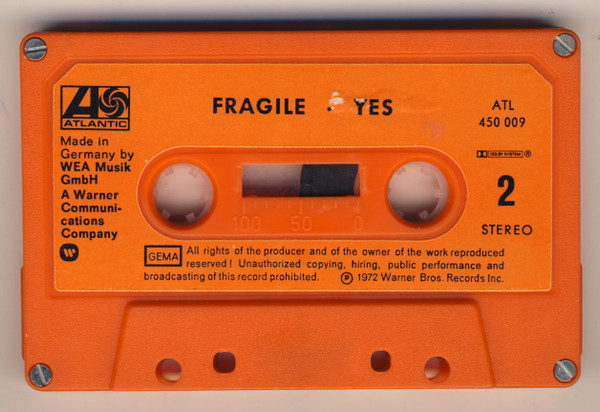 FRAGILE · YES
ATLANTIC
Made in
Germany by
WEA Musik
GmbH
A Warner
Communi-
cations
Company
ATL
450 009
DOLBY SYSTEM ®
2
STEREO
100 50 0
GEMA
All rights of the producer and of the owner of the work reproduced
reserved! Unauthorized copying, hiring, public performance and
broadcasting of this record prohibited. ℗ 1972 Warner Bros. Records Inc.